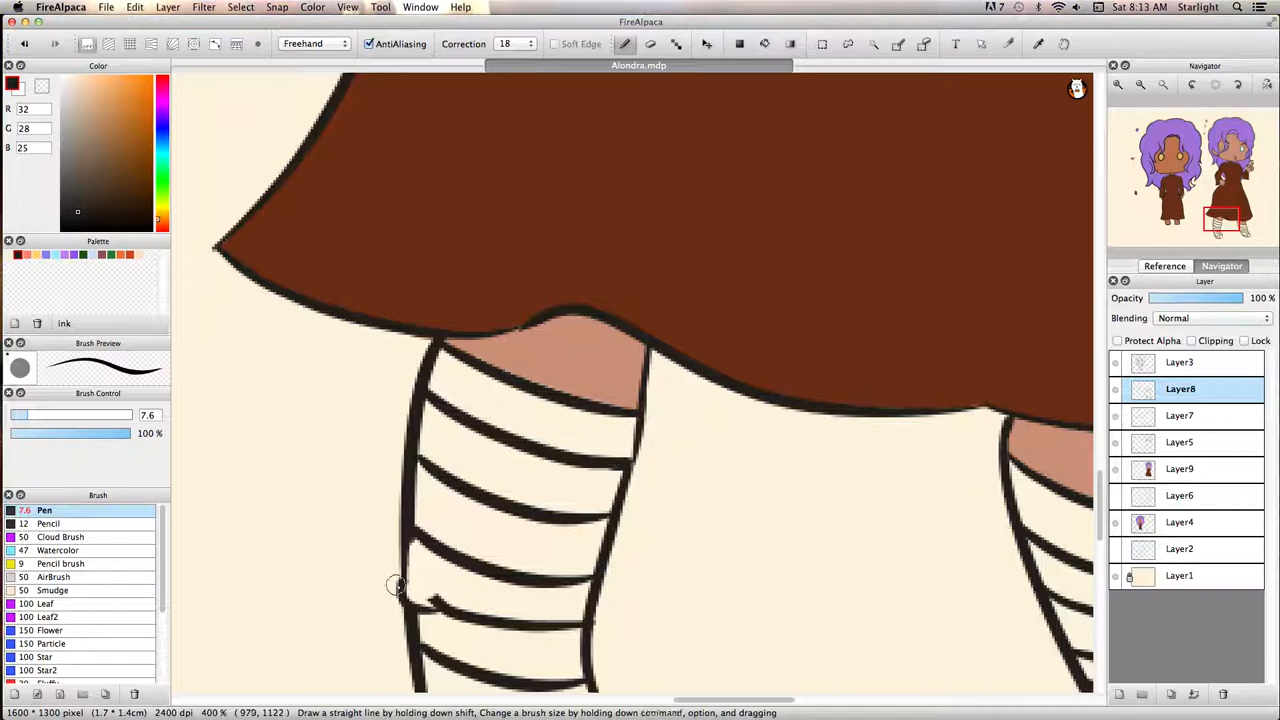 FireAlpaca File Edit Layer Filter Select Snap Color View Tool Window Help 7 Sat 8:13 AM Starlight
FireAlpaca
Freehand AntiAliasing Correction 18 Soft Edge
Color
Alondra.mdp
Navigator
R 32
G 28
B 25
Palette
ink
Brush Preview
Brush Control
7.6
100 %
Brush
7.6 Pen
12 Pencil
50 Cloud Brush
47 Watercolor
9 Pencil brush
50 AirBrush
50 Smudge
100 Leaf
100 Leaf2
150 Flower
150 Particle
100 Star
100 Star2
Reference Navigator
Layer
Opacity 100 %
Blending Normal
Protect Alpha Clipping Lock
Layer3
Layer8
Layer7
Layer5
Layer9
Layer6
Layer4
Layer2
Layer1
1600 * 1300 pixel (1.7 * 1.4cm) 2400 dpi 400 % ( 979, 1122 ) Draw a straight line by holding down shift, Change a brush size by holding down command, option, and dragging